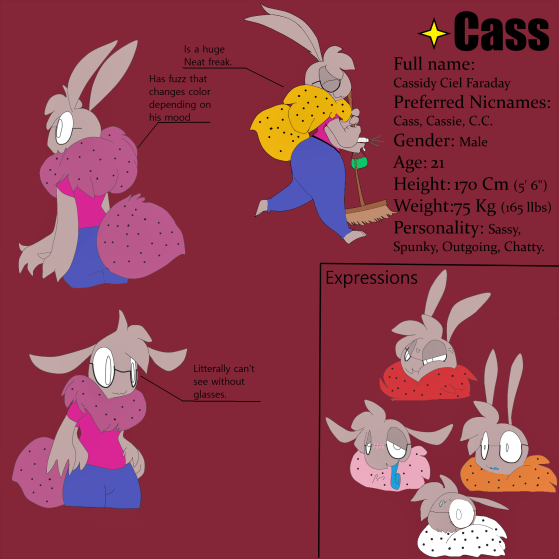 Cass
Full name:
Cassidy Ciel Faraday
Preferred Nicnames:
Cass, Cassie, C.C.
Gender: Male
Age: 21
Height: 170 Cm (5' 6")
Weight:75 Kg (165 llbs)
Personality: Sassy,
Spunky, Outgoing, Chatty.
Is a huge
Neat freak.
Has fuzz that
changes color
depending on
his mood
Litterally can't
see without
glasses.
Expressions